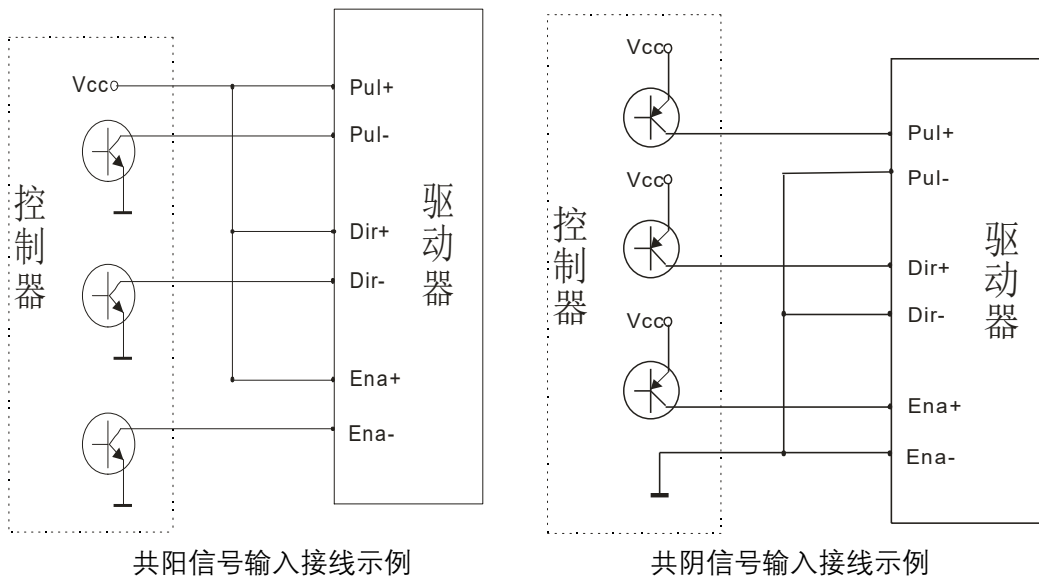 Vcc
Pul+
Pul-
Dir+
Dir-
Ena+
Ena-
控制器
驱动器
共阳信号输入接线示例
Vcc
Vcc
Vcc
Pul+
Pul-
Dir+
Dir-
Ena+
Ena-
控制器
驱动器
共阴信号输入接线示例